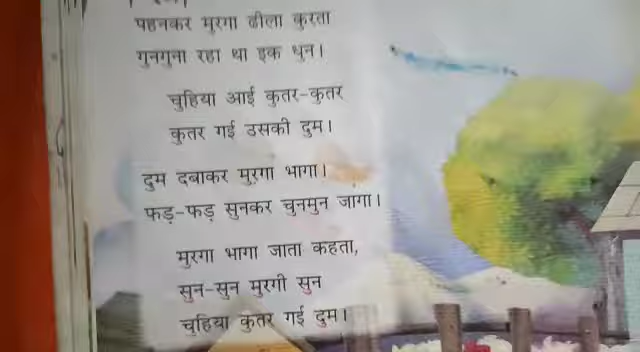 पहनकर मुरगा ढीला कुरता
गुनगुना रहा था इक धुन।
चुहिया आई कुतर-कुतर
कुतर गई उसकी दुम।
दुम दबाकर मुरगा भागा।
फड़-फड़ सुनकर चुनमुन जागा।
मुरगा भागा जाता कहता,
सुन-सुन मुरगी सुन
चुहिया कुतर गई दुम।